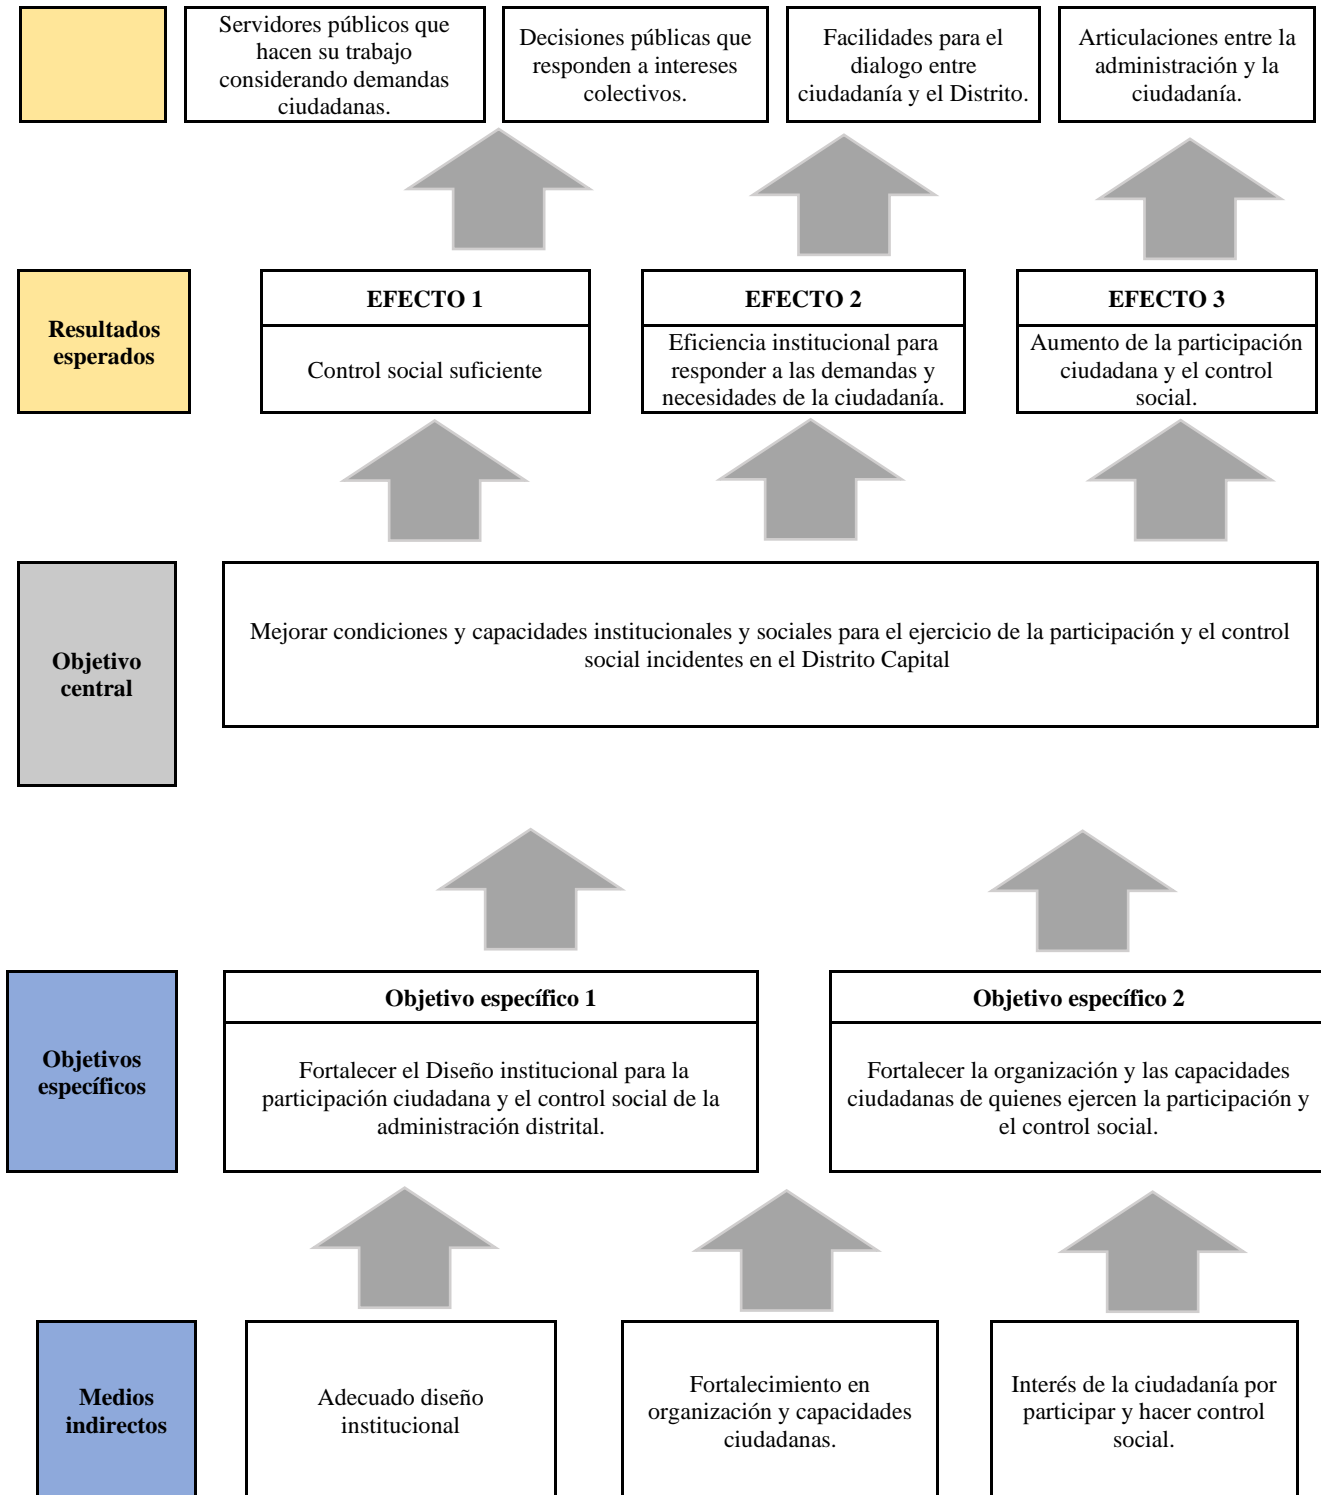 Servidores públicos que
hacen su trabajo
considerando demandas
ciudadanas.
Decisiones públicas que
responden a intereses
colectivos.
Facilidades para el
dialogo entre
ciudadanía y el Distrito.
Articulaciones entre la
administración y la
ciudadanía.
Resultados
esperados
EFECTO 1
Control social suficiente
EFECTO 2
Eficiencia institucional para
responder a las demandas y
necesidades de la ciudadanía.
EFECTO 3
Aumento de la participación
ciudadana y el control
social.
Objetivo
central
Mejorar condiciones y capacidades institucionales y sociales para el ejercicio de la participación y el control
social incidentes en el Distrito Capital
Objetivos
específicos
Objetivo específico 1
Fortalecer el Diseño institucional para la
participación ciudadana y el control social de la
administración distrital.
Objetivo específico 2
Fortalecer la organización y las capacidades
ciudadanas de quienes ejercen la participación y
el control social.
Medios
indirectos
Adecuado diseño
institucional
Fortalecimiento en
organización y capacidades
ciudadanas.
Interés de la ciudadanía por
participar y hacer control
social.